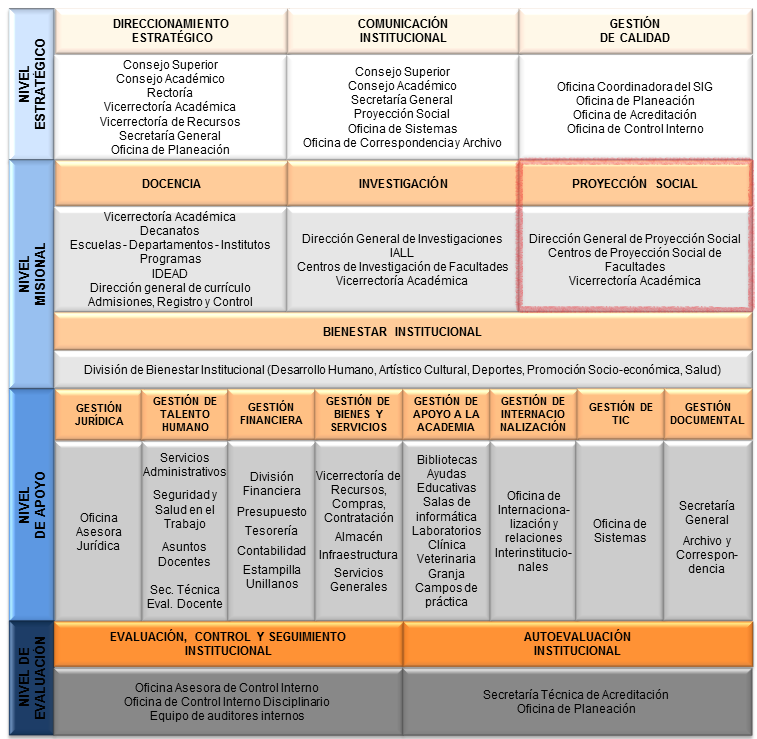 NIVEL
ESTRATÉGICO
DIRECCIONAMIENTO
ESTRATÉGICO
Consejo Superior
Consejo Académico
Rectoría
Vicerrectoría Académica
Vicerrectoría de Recursos
Secretaría General
Oficina de Planeación
COMUNICACIÓN
INSTITUCIONAL
Consejo Superior
Consejo Académico
Secretaría General
Proyección Social
Oficina de Sistemas
Oficina de Correspondencia y Archivo
GESTIÓN
DE CALIDAD
Oficina Coordinadora del SIG
Oficina de Planeación
Oficina de Acreditación
Oficina de Control Interno
NIVEL
MISIONAL
DOCENCIA
Vicerrectoría Académica
Decanatos
Escuelas - Departamentos - Institutos
Programas
IDEAD
Dirección general de currículo
Admisiones, Registro y Control
INVESTIGACIÓN
Dirección General de Investigaciones
IALL
Centros de Investigación de Facultades
Vicerrectoría Académica
PROYECCIÓN SOCIAL
Dirección General de Proyección Social
Centros de Proyección Social de
Facultades
Vicerrectoría Académica
BIENESTAR INSTITUCIONAL
División de Bienestar Institucional (Desarrollo Humano, Artístico Cultural, Deportes, Promoción Socio-económica, Salud)
NIVEL
DE APOYO
GESTIÓN
JURÍDICA
Oficina
Asesora
Jurídica
GESTIÓN DE
TALENTO
HUMANO
Servicios
Administrativos
Seguridad y
Salud en el
Trabajo
Asuntos
Docentes
Sec. Técnica
Eval. Docente
GESTIÓN
FINANCIERA
División
Financiera
Presupuesto
Tesorería
Contabilidad
Estampilla
Unillanos
GESTIÓN DE
BIENES Y
SERVICIOS
Vicerrectoría de
Recursos,
Compras,
Contratación
Almacén
Infraestructura
Servicios
Generales
GESTIÓN DE
APOYO A LA
ACADEMIA
Bibliotecas
Ayudas
Educativas
Salas de
informática
Laboratorios
Clínica
Veterinaria
Granja
Campos de
práctica
GESTIÓN DE
INTERNACIO
NALIZACIÓN
Oficina de
Internaciona-
lización y
relaciones
Interinstitucio-
nales
GESTIÓN DE
TIC
Oficina de
Sistemas
GESTIÓN
DOCUMENTAL
Secretaría
General
Archivo y
Correspon-
dencia
NIVEL DE
EVALUACIÓN
EVALUACIÓN, CONTROL Y SEGUIMIENTO
INSTITUCIONAL
Oficina Asesora de Control Interno
Oficina de Control Interno Disciplinario
Equipo de auditores internos
AUTOEVALUACIÓN
INSTITUCIONAL
Secretaría Técnica de Acreditación
Oficina de Planeación